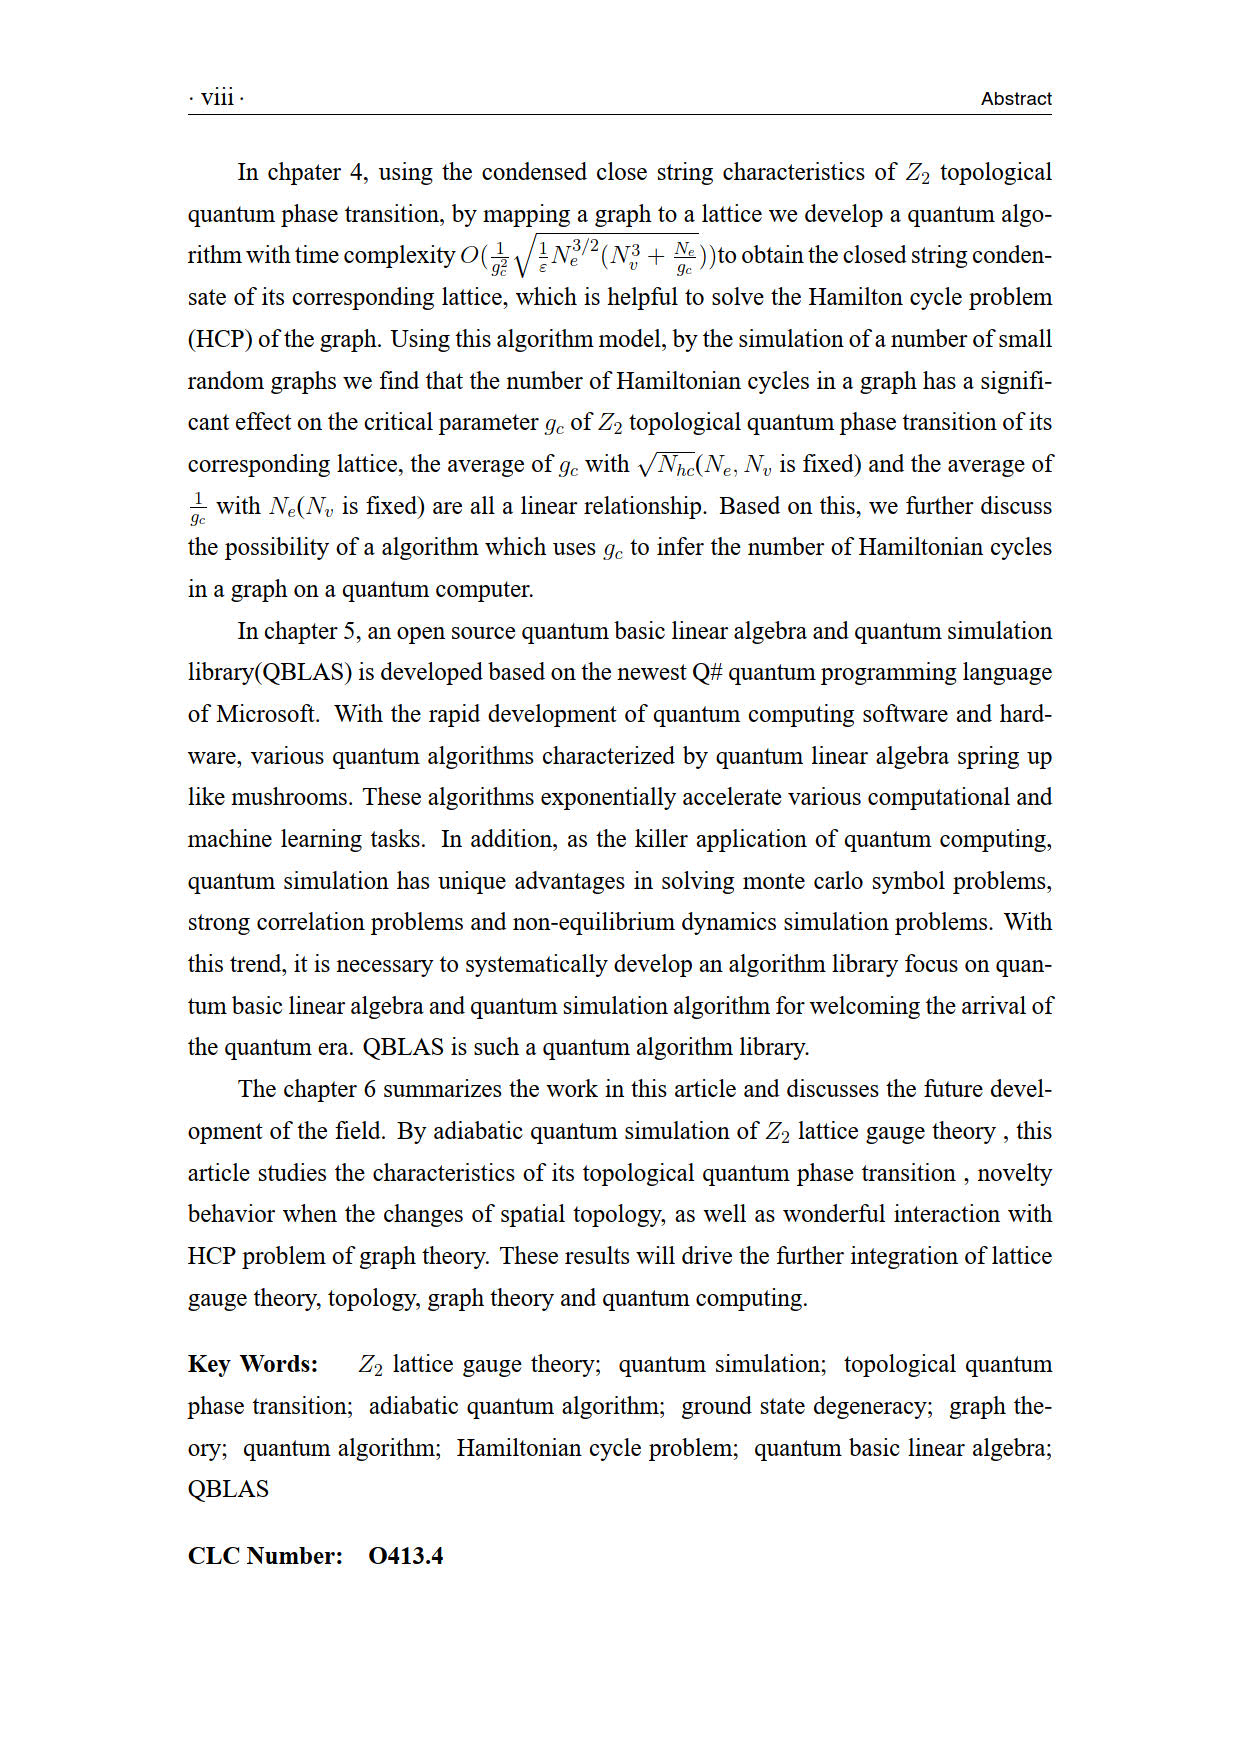 · viii ·
Abstract
In chpater 4, using the condensed close string characteristics of $Z_2$ topological
quantum phase transition, by mapping a graph to a lattice we develop a quantum algo-
rithm with time complexity $O(\frac{1}{g_c^2}\sqrt{\frac{1}{\varepsilon}N_e^{3/2}(N_v^3 + \frac{N_e}{g_c}}))$to obtain the closed string conden-
sate of its corresponding lattice, which is helpful to solve the Hamilton cycle problem
(HCP) of the graph. Using this algorithm model, by the simulation of a number of small
random graphs we find that the number of Hamiltonian cycles in a graph has a signifi-
cant effect on the critical parameter $g_c$ of $Z_2$ topological quantum phase transition of its
corresponding lattice, the average of $g_c$ with $\sqrt{N_{hc}}(N_e, N_v$ is fixed) and the average of
$\frac{1}{g_c}$ with $N_e(N_v$ is fixed) are all a linear relationship. Based on this, we further discuss
the possibility of a algorithm which uses $g_c$ to infer the number of Hamiltonian cycles
in a graph on a quantum computer.
In chapter 5, an open source quantum basic linear algebra and quantum simulation
library(QBLAS) is developed based on the newest Q# quantum programming language
of Microsoft. With the rapid development of quantum computing software and hard-
ware, various quantum algorithms characterized by quantum linear algebra spring up
like mushrooms. These algorithms exponentially accelerate various computational and
machine learning tasks. In addition, as the killer application of quantum computing,
quantum simulation has unique advantages in solving monte carlo symbol problems,
strong correlation problems and non-equilibrium dynamics simulation problems. With
this trend, it is necessary to systematically develop an algorithm library focus on quan-
tum basic linear algebra and quantum simulation algorithm for welcoming the arrival of
the quantum era. QBLAS is such a quantum algorithm library.
The chapter 6 summarizes the work in this article and discusses the future devel-
opment of the field. By adiabatic quantum simulation of $Z_2$ lattice gauge theory , this
article studies the characteristics of its topological quantum phase transition , novelty
behavior when the changes of spatial topology, as well as wonderful interaction with
HCP problem of graph theory. These results will drive the further integration of lattice
gauge theory, topology, graph theory and quantum computing.
Key Words: $Z_2$ lattice gauge theory; quantum simulation; topological quantum
phase transition; adiabatic quantum algorithm; ground state degeneracy; graph the-
ory; quantum algorithm; Hamiltonian cycle problem; quantum basic linear algebra;
QBLAS
CLC Number: O413.4